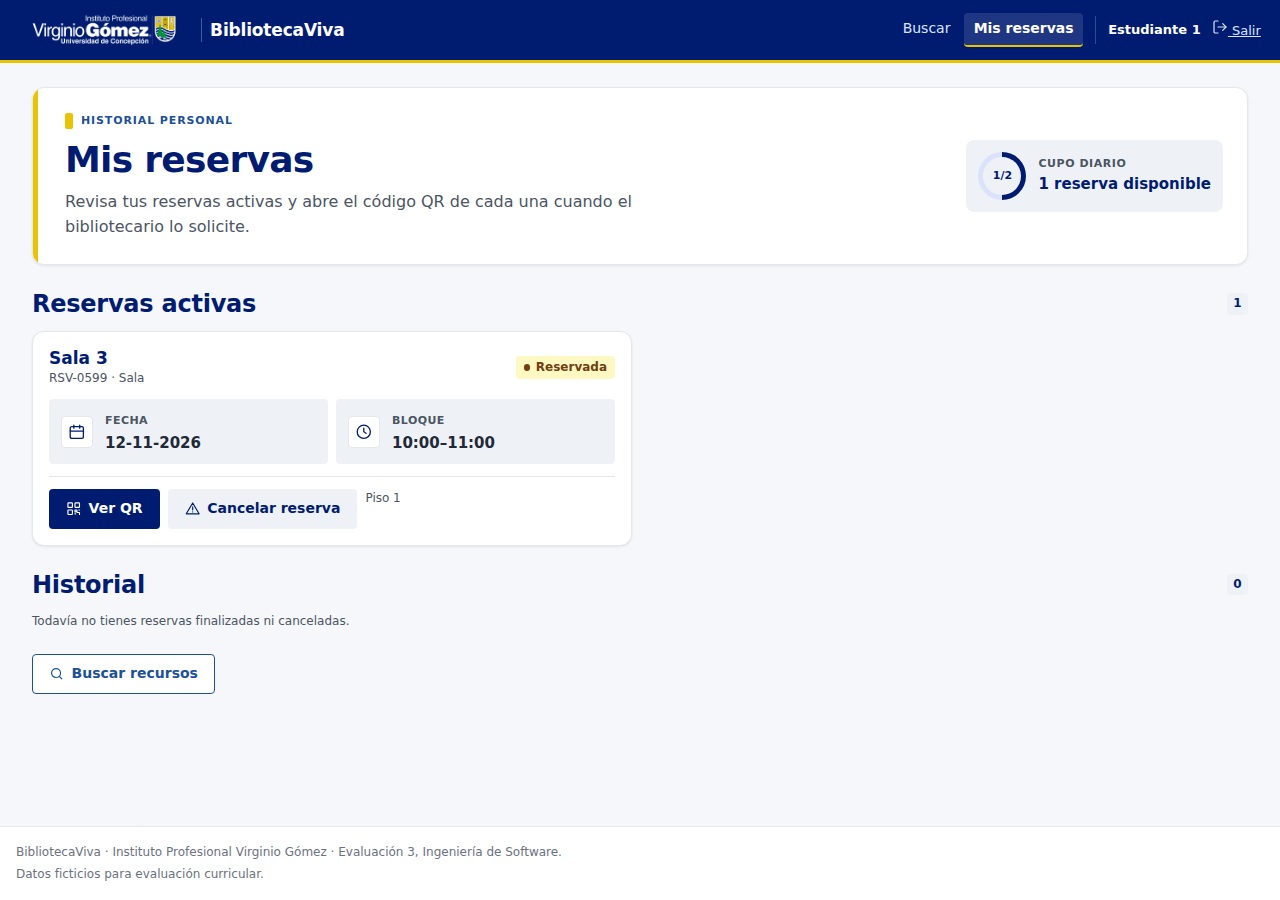 Instituto Profesional
VirginioGómez
Universidad de Concepción
BibliotecaViva
Buscar
Mis reservas
Estudiante 1
Salir
HISTORIAL PERSONAL
Mis reservas
Revisa tus reservas activas y abre el código QR de cada una cuando el
bibliotecario lo solicite.
1/2
CUPO DIARIO
1 reserva disponible
Reservas activas
1
Sala 3
RSV-0599 · Sala
Reservada
FECHA
12-11-2026
BLOQUE
10:00–11:00
Ver QR
Cancelar reserva
Piso 1
Historial
0
Todavía no tienes reservas finalizadas ni canceladas.
Buscar recursos
BibliotecaViva · Instituto Profesional Virginio Gómez · Evaluación 3, Ingeniería de Software.
Datos ficticios para evaluación curricular.